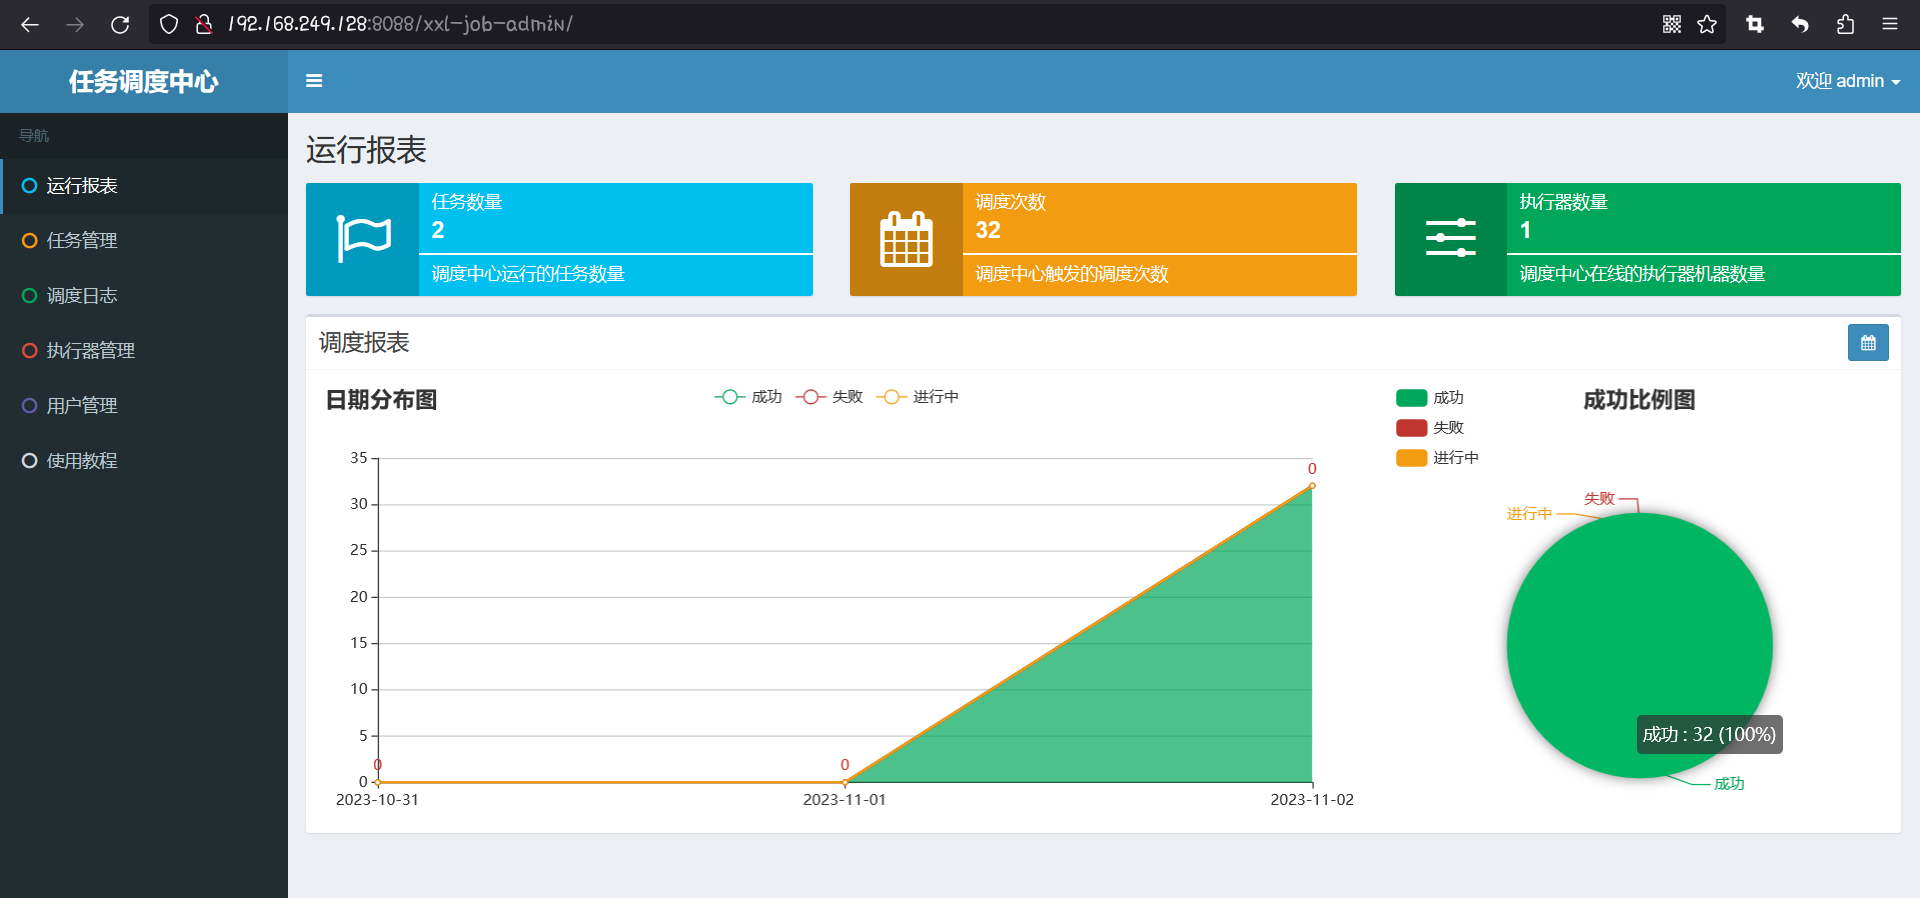 192.168.249.128:8088/xxl-job-admin/
任务调度中心
欢迎 admin
导航
运行报表
任务管理
调度日志
执行器管理
用户管理
使用教程
运行报表
任务数量
2
调度中心运行的任务数量
调度次数
32
调度中心触发的调度次数
执行器数量
1
调度中心在线的执行器机器数量
调度报表
日期分布图
成功 失败 进行中
35
30
25
20
15
10
5
0
0
0
0
2023-10-31 2023-11-01 2023-11-02
成功
失败
进行中
成功比例图
失败
进行中
成功 : 32 (100%)
成功